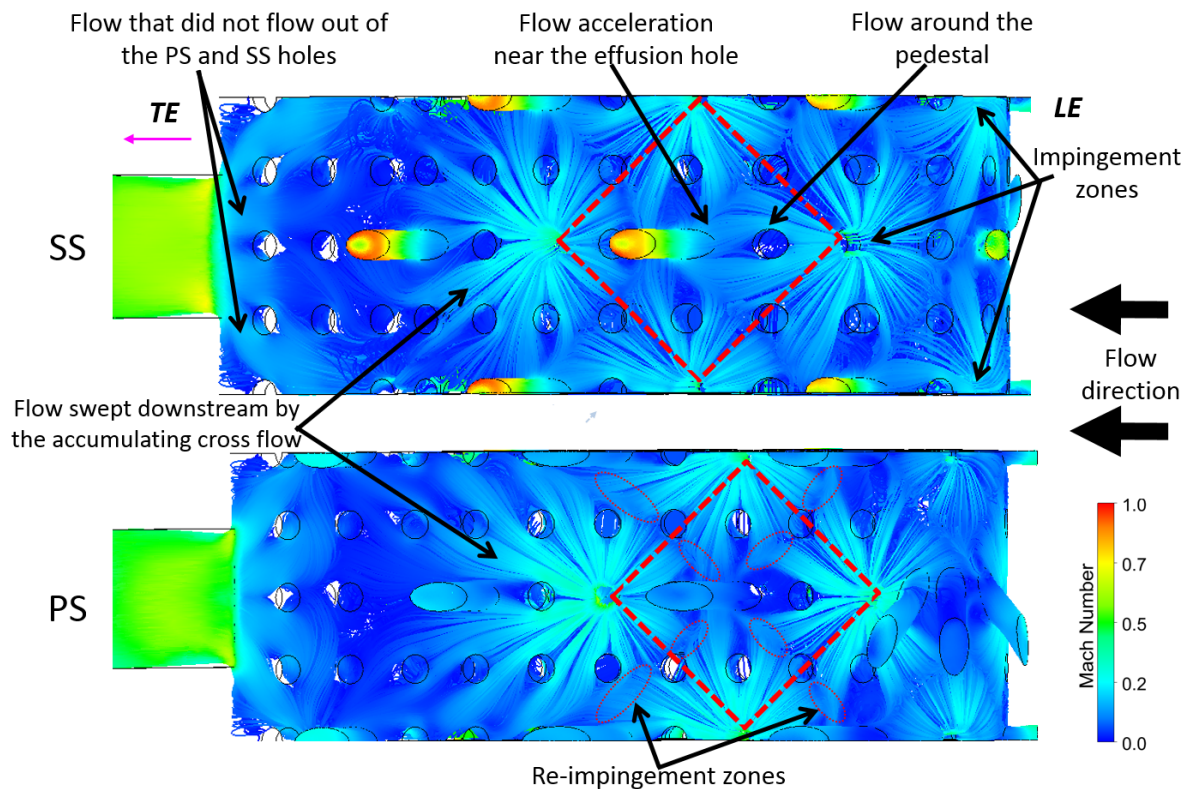 Flow that did not flow out of
the PS and SS holes
Flow acceleration
near the effusion hole
Flow around the
pedestal
TE
LE
Impingement
zones
SS
Flow
direction
Flow swept downstream by
the accumulating cross flow
PS
Mach Number
1.0
0.7
0.5
0.2
0.0
Re-impingement zones